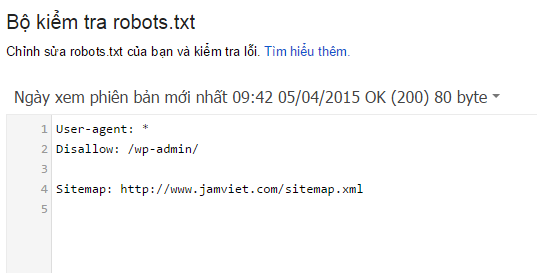 Bộ kiểm tra robots.txt
Chỉnh sửa robots.txt của bạn và kiểm tra lỗi. Tìm hiểu thêm.
Ngày xem phiên bản mới nhất 09:42 05/04/2015 OK (200) 80 byte
1 User-agent: *
2 Disallow: /wp-admin/
3
4 Sitemap: http://www.jamviet.com/sitemap.xml
5